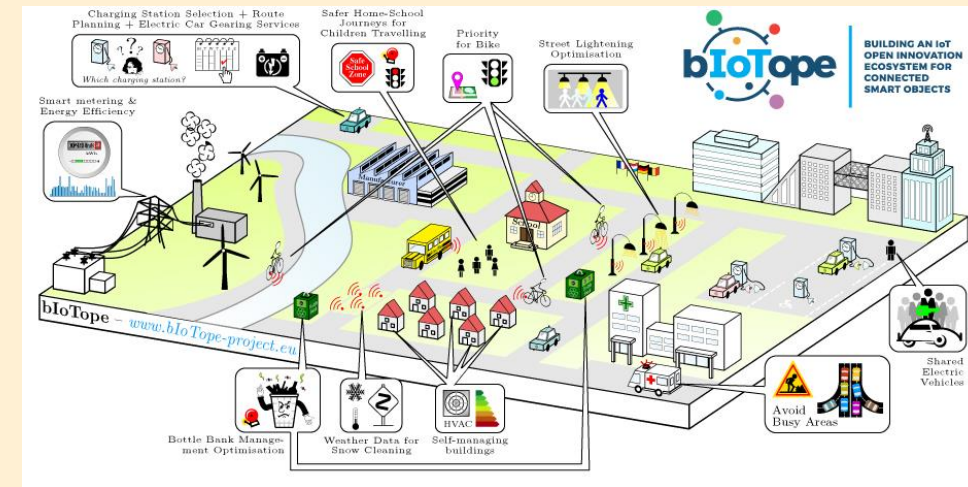 Charging Station Selection + Route
Planning + Electric Car Gearing Services
Which charging station?
Safer Home-School
Journeys for
Children Travelling
Safe
School
Zone
Priority
for Bike
Street Lightening
Optimisation
bIoTope
BUILDING AN IoT
OPEN INNOVATION
ECOSYSTEM FOR
CONNECTED
SMART OBJECTS
Smart metering &
Energy Efficiency
kWh
Manufacturer
School
bIoTope – www.bIoTope-project.eu
Shared
Electric
Vehicles
Avoid
Busy Areas
HVAC
Bottle Bank Manage-
ment Optimisation
Weather Data for
Snow Cleaning
Self-managing
buildings